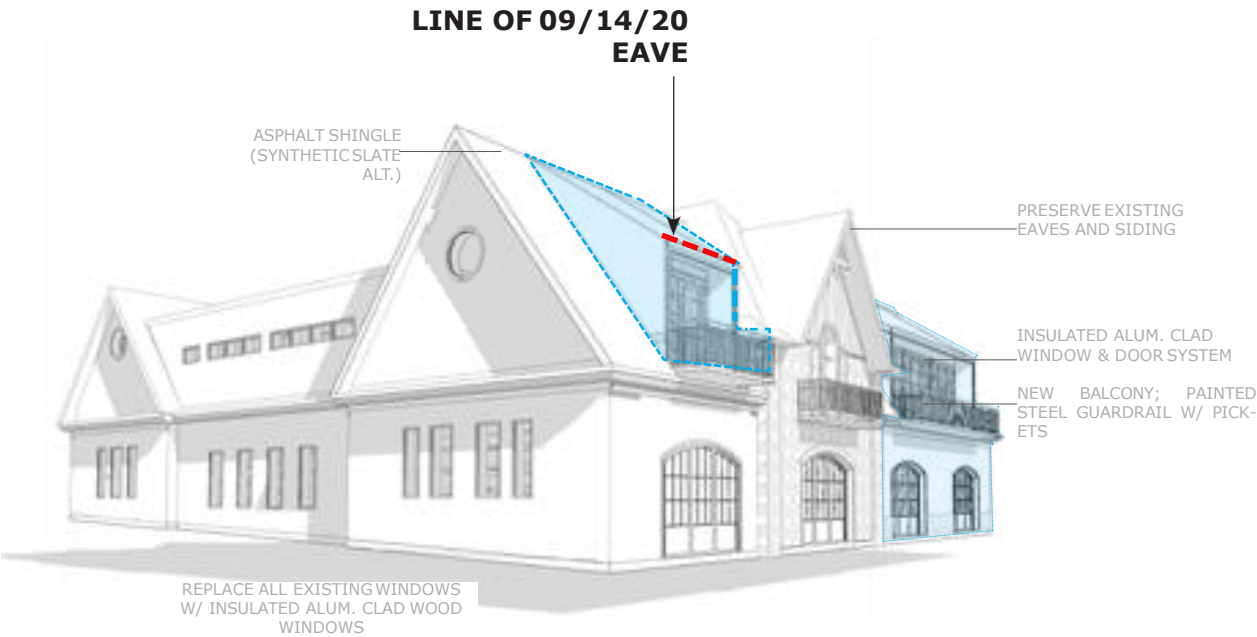 LINE OF 09/14/20
EAVE
ASPHALT SHINGLE
(SYNTHETIC SLATE
ALT.)
PRESERVE EXISTING
EAVES AND SIDING
INSULATED ALUM. CLAD
WINDOW & DOOR SYSTEM
NEW BALCONY; PAINTED
STEEL GUARDRAIL W/ PICK-
ETS
REPLACE ALL EXISTING WINDOWS
W/ INSULATED ALUM. CLAD WOOD
WINDOWS